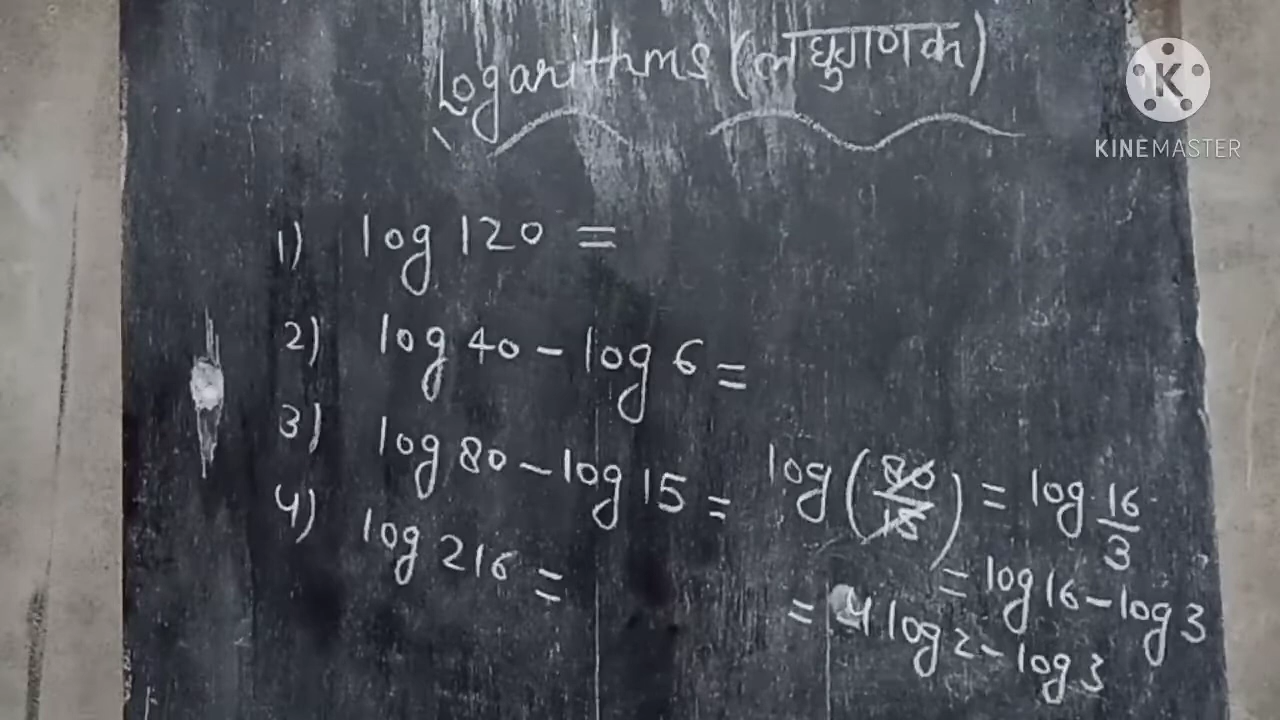 Logarithms (लघुगणक)
K
KINEMASTER
1) log 120 =
2) log 40 - log 6 =
3) log 80 - log 15 = log (80/15) = log 16/3
= log 16 - log 3
= 4 log 2 - log 3
4) log 216 =